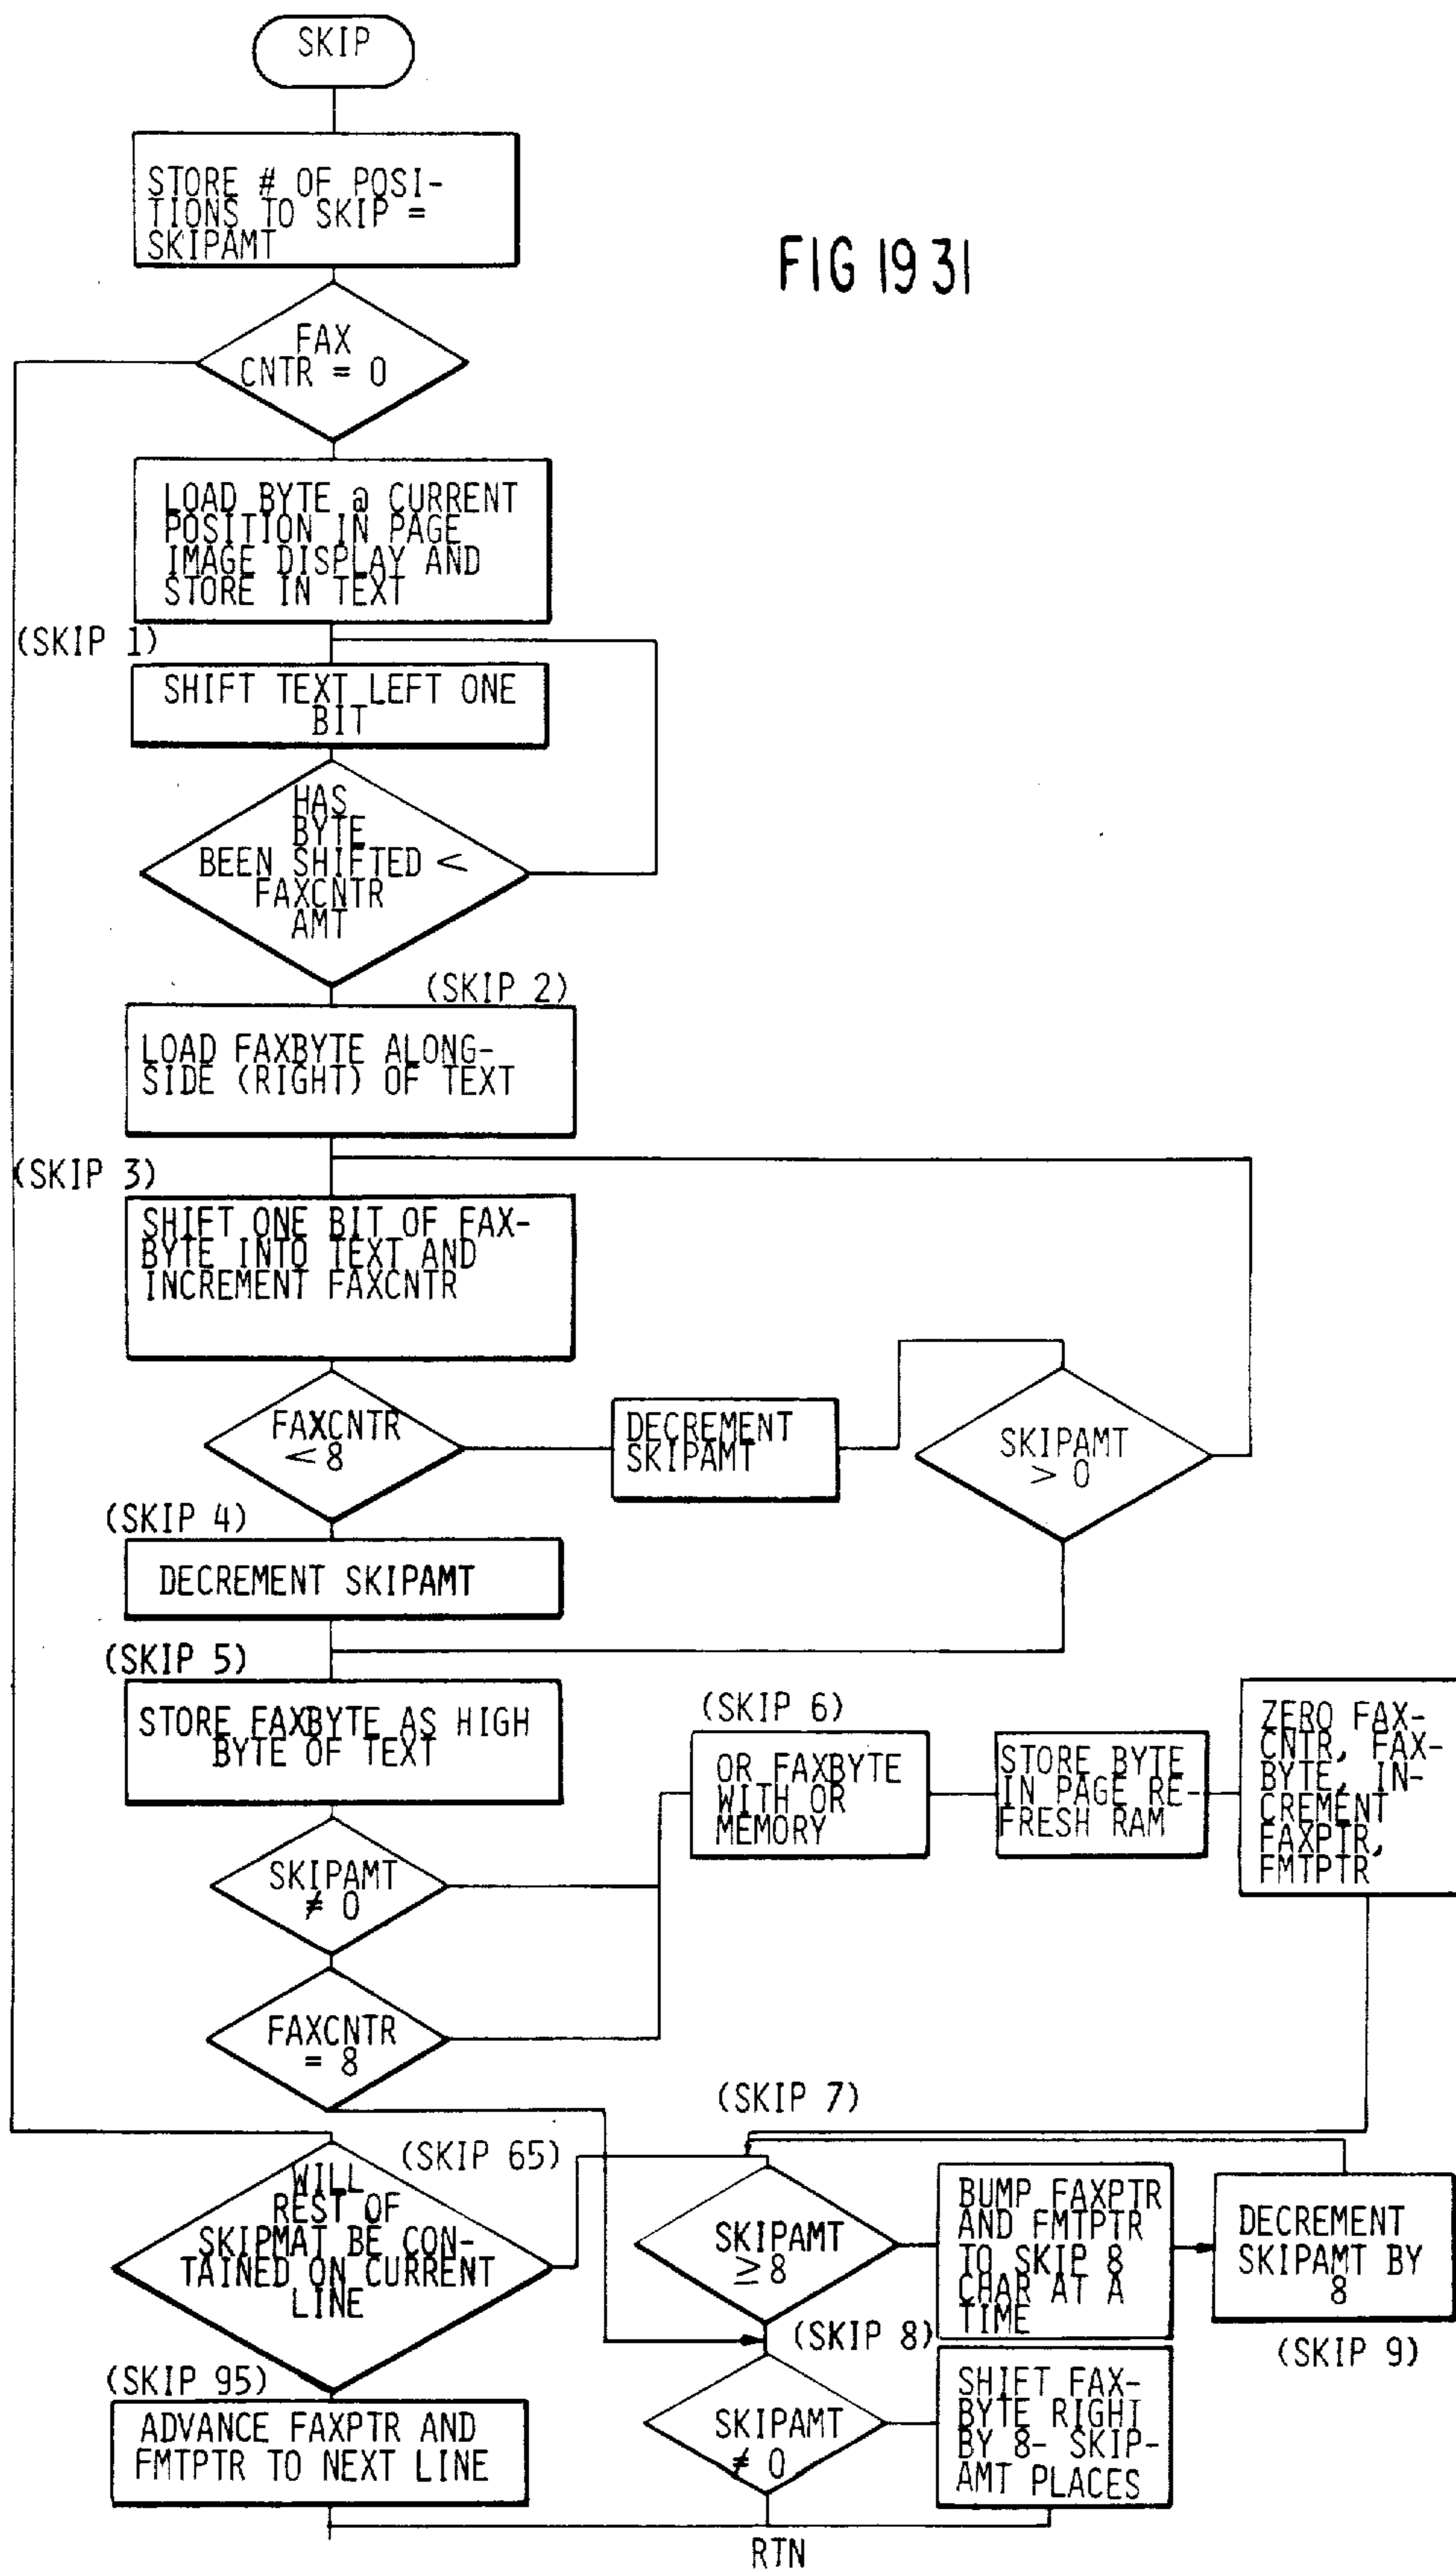 SKIP
STORE # OF POSI-
TIONS TO SKIP =
SKIPAMT
FIG 19 31
FAX
CNTR = 0
LOAD BYTE @ CURRENT
POSITION IN PAGE
IMAGE DISPLAY AND
STORE IN TEXT
(SKIP 1)
SHIFT TEXT LEFT ONE
BIT
HAS
BYTE
BEEN SHIFTED <
FAXCNTR
AMT
(SKIP 2)
LOAD FAXBYTE ALONG-
SIDE (RIGHT) OF TEXT
(SKIP 3)
SHIFT ONE BIT OF FAX-
BYTE INTO TEXT AND
INCREMENT FAXCNTR
FAXCNTR
< 8
DECREMENT
SKIPAMT
SKIPAMT
> 0
(SKIP 4)
DECREMENT SKIPAMT
(SKIP 5)
STORE FAXBYTE AS HIGH
BYTE OF TEXT
(SKIP 6)
OR FAXBYTE
WITH OR
MEMORY
STORE BYTE
IN PAGE RE-
FRESH RAM
ZERO FAX-
CNTR, FAX-
BYTE, IN-
CREMENT
FAXPTR,
FMTPTR
SKIPAMT
≠ 0
FAXCNTR
= 8
(SKIP 7)
(SKIP 65)
WILL
REST OF
SKIPMAT BE CON-
TAINED ON CURRENT
LINE
SKIPAMT
≥ 8
BUMP FAXPTR
AND FMTPTR
TO SKIP 8
CHAR AT A
TIME
DECREMENT
SKIPAMT BY
8
(SKIP 9)
(SKIP 8)
(SKIP 95)
ADVANCE FAXPTR AND
FMTPTR TO NEXT LINE
SKIPAMT
≠ 0
SHIFT FAX-
BYTE RIGHT
BY 8- SKIP-
AMT PLACES
RTN